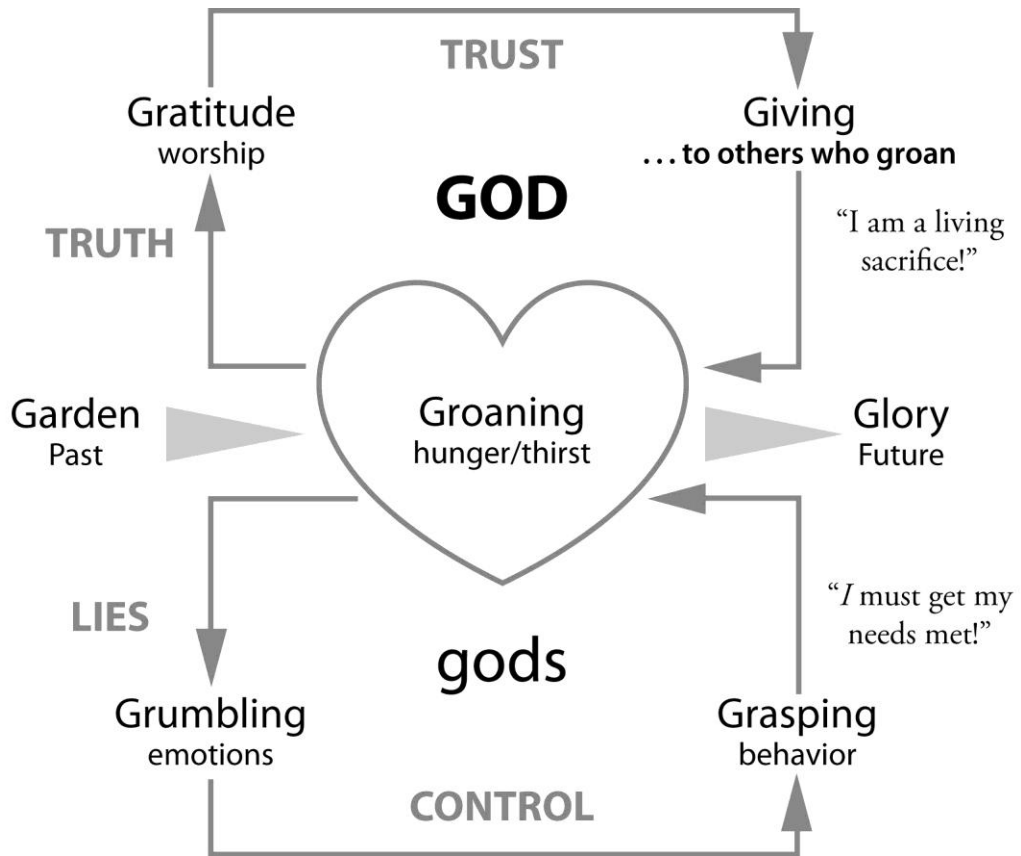 TRUST
Gratitude
worship
Giving
…to others who groan
GOD
TRUTH
“I am a living
sacrifice!”
Garden
Past
Groaning
hunger/thirst
Glory
Future
LIES
“I must get my
needs met!”
gods
Grumbling
emotions
Grasping
behavior
CONTROL